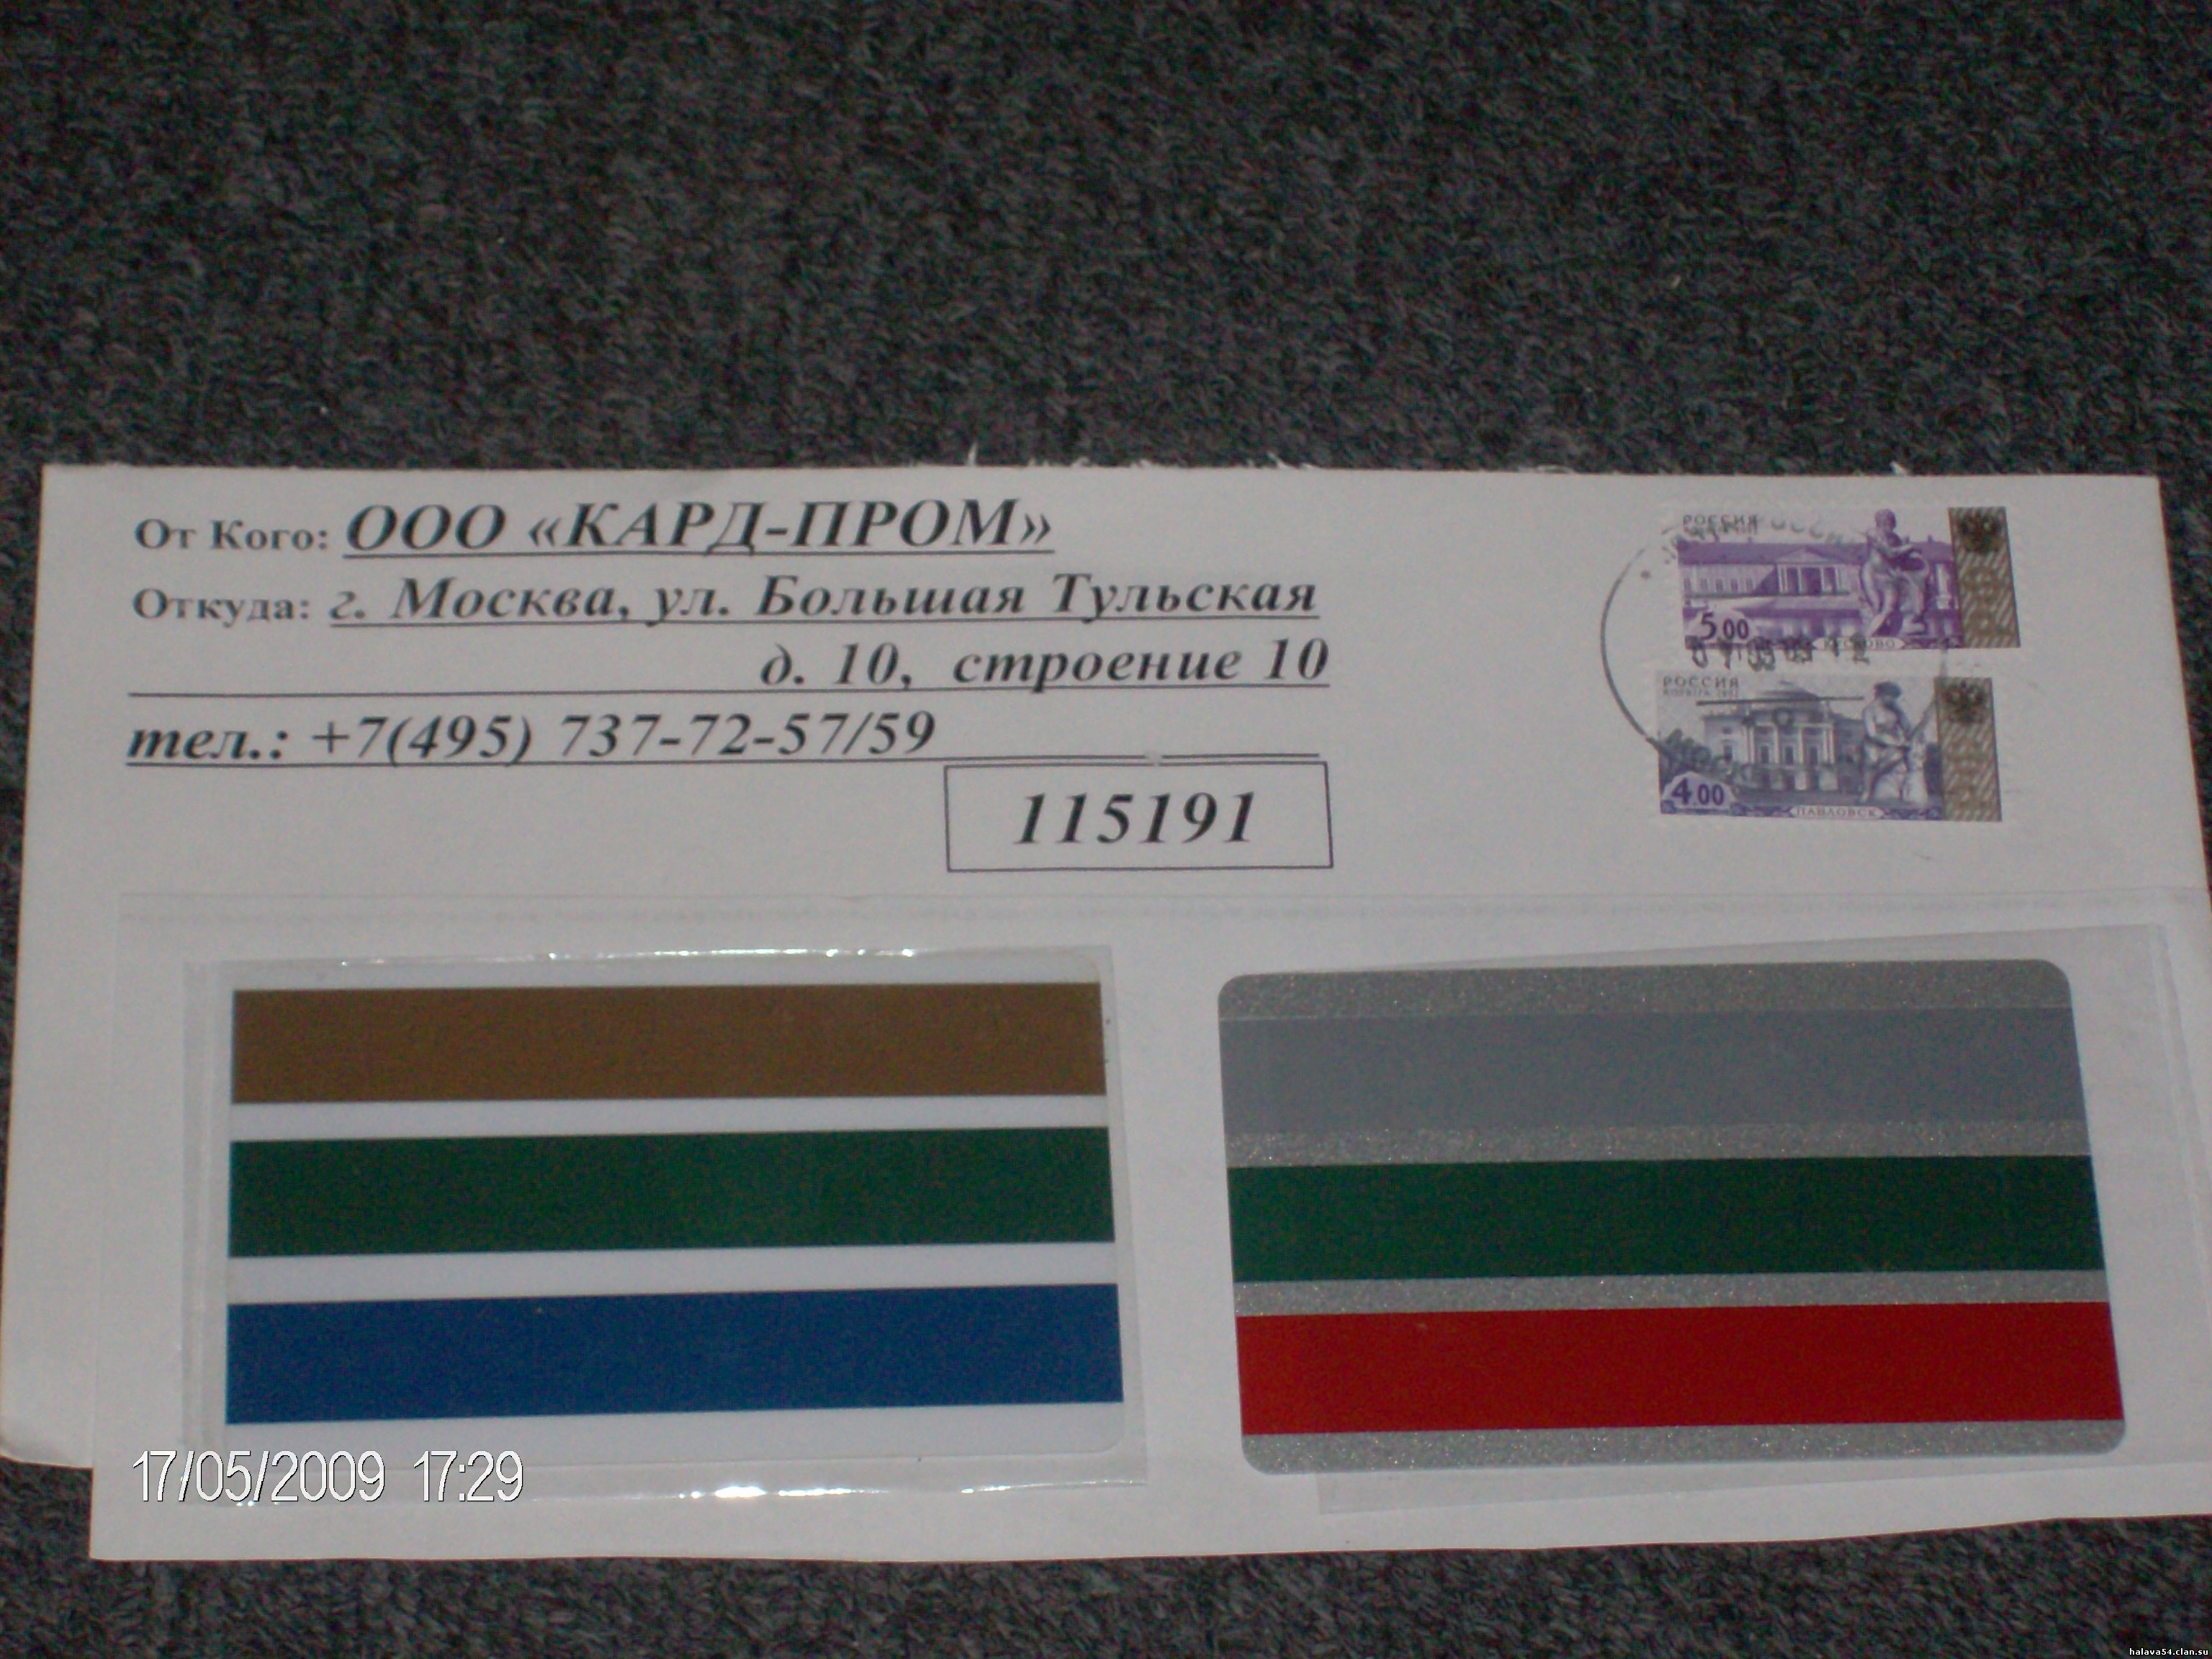 От Кого: ООО «КАРД-ПРОМ»
Откуда: г. Москва, ул. Большая Тульская
д. 10, строение 10
тел.: +7(495) 737-72-57/59
115191
РОССИЯ
5.00
РОССИЯ
4.00
ПАВЛОВСК
17/05/2009 17:29
halava54.clan.su